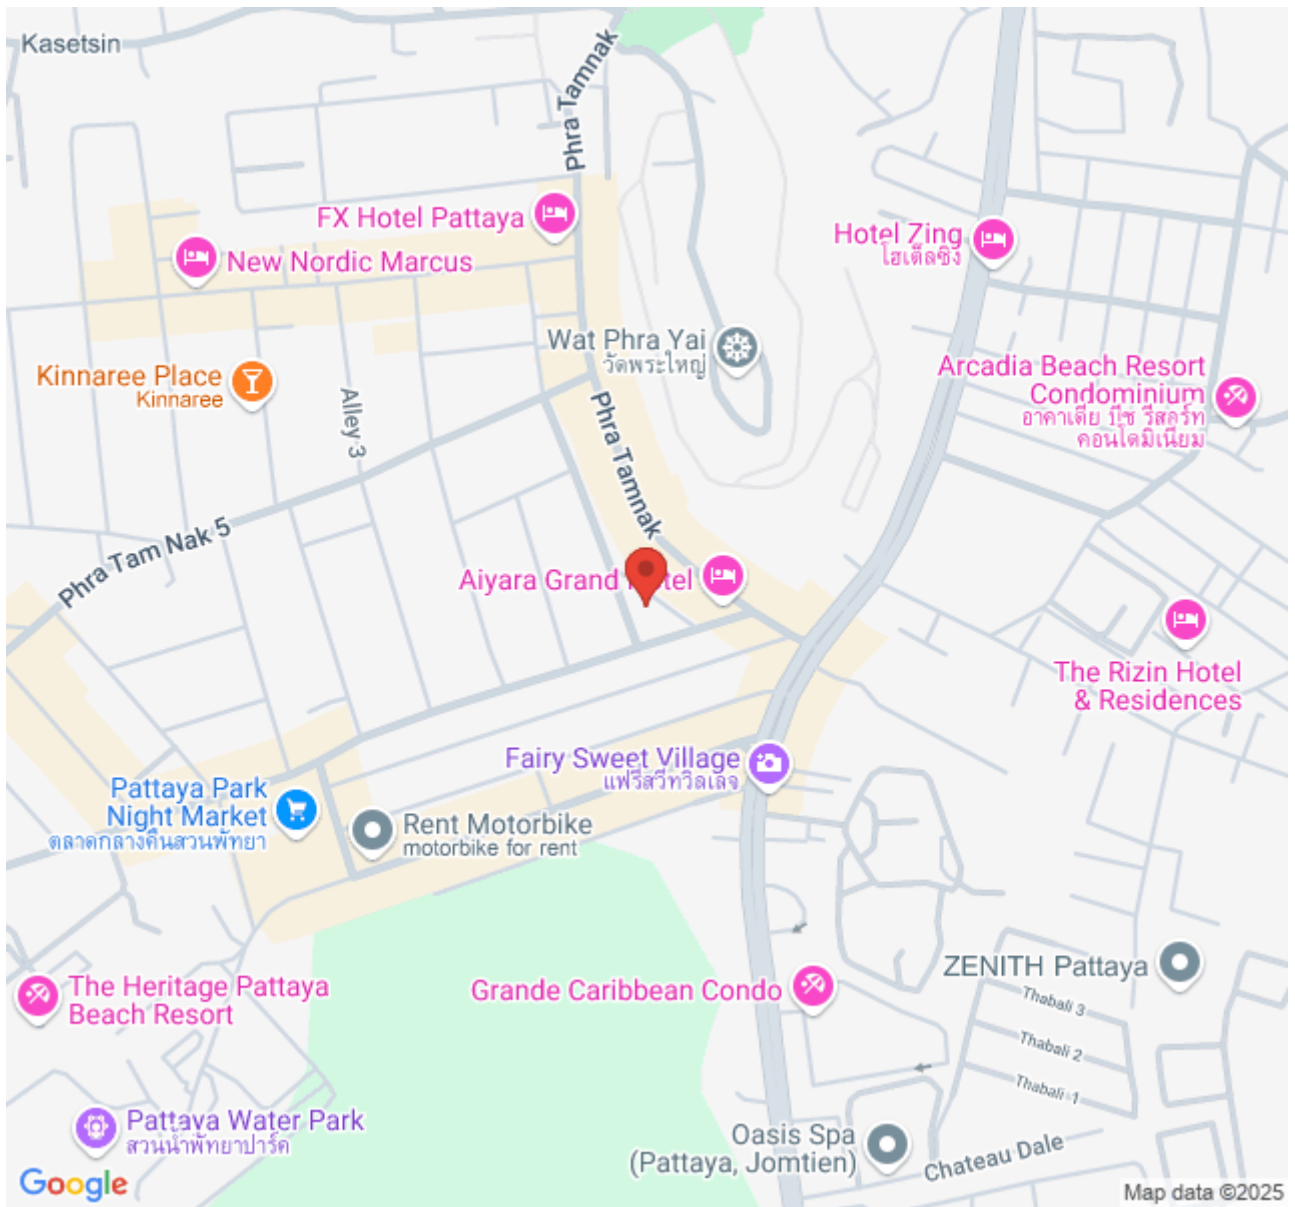 Kasetsin
Phra Tamnak
FX Hotel Pattaya
New Nordic Marcus
Hotel Zing
โฮเต็ลซิง
Wat Phra Yai
วัดพระใหญ่
Kinnaree Place
Kinnaree
Alley 3
Arcadia Beach Resort
Condominium
อาคาเดีย บีช รีสอร์ท
คอนโดมิเนียม
Phra Tamnak
Phra Tam Nak 5
Aiyara Grand
The Rizin Hotel
& Residences
Fairy Sweet Village
แฟรี่สวีทวิลเลจ
Pattaya Park
Night Market
ตลาดกลางคืนสวนพัทยา
Rent Motorbike
motorbike for rent
The Heritage Pattaya
Beach Resort
Grande Caribbean Condo
ZENITH Pattaya
Thabali 3
Thabali 2
Thabali 1
Pattaya Water Park
สวนน้ำพัทยาปาร์ค
Oasis Spa
(Pattaya, Jomtien)
Chateau Dale
Google
Map data ©2025